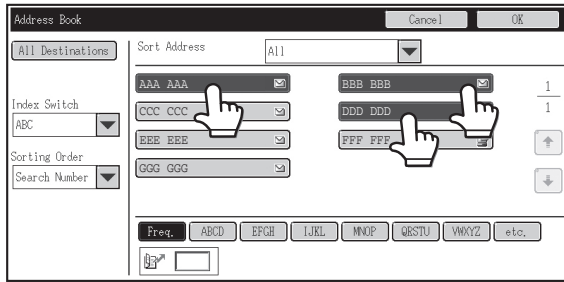 Address Book Cancel OK
All Destinations Sort Address All
AAA AAA BBB BBB 1
Index Switch CCC CCC DDD DDD 1
ABC
EEE EEE FFF FFF
Sorting Order
Search Number GGG GGG
Freq. ABCD EFGH IJKL MNOP QRSTU VWXYZ etc.